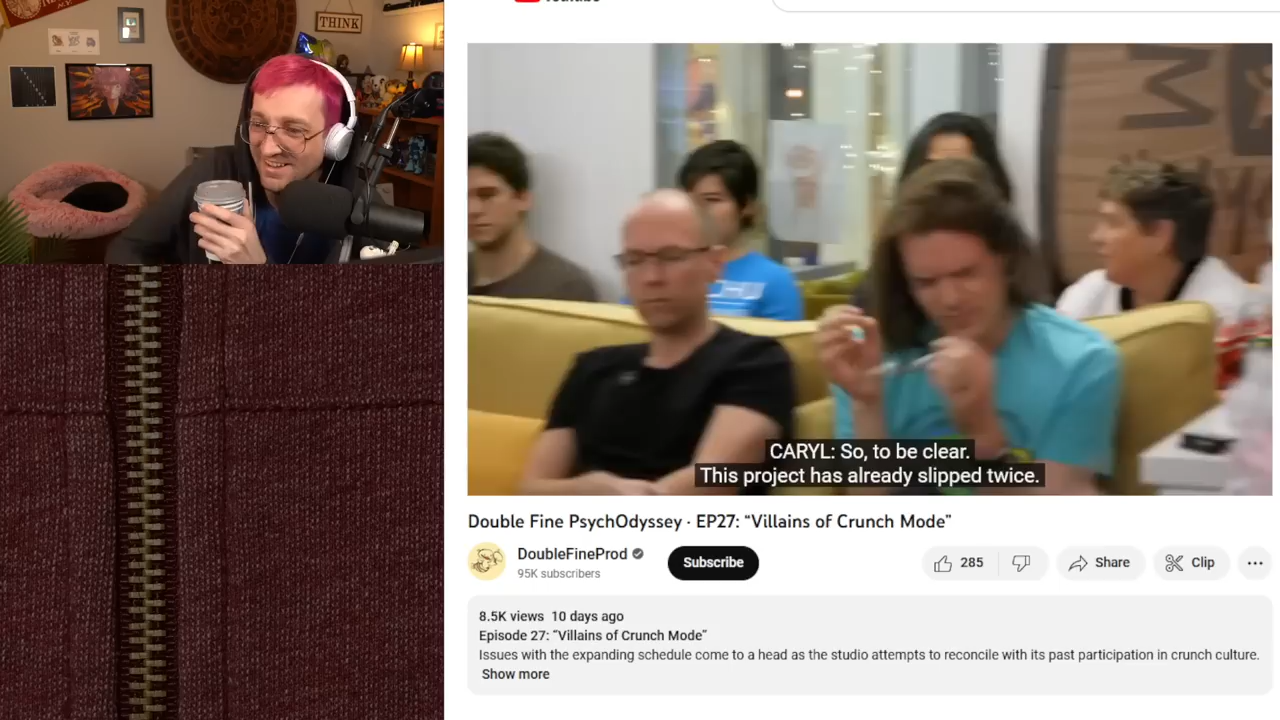 THINK
CARYL: So, to be clear.
This project has already slipped twice.
Double Fine PsychOdyssey · EP27: “Villains of Crunch Mode”
DoubleFineProd
95K subscribers
Subscribe
285
Share
Clip
8.5K views 10 days ago
Episode 27: “Villains of Crunch Mode”
Issues with the expanding schedule come to a head as the studio attempts to reconcile with its past participation in crunch culture.
Show more